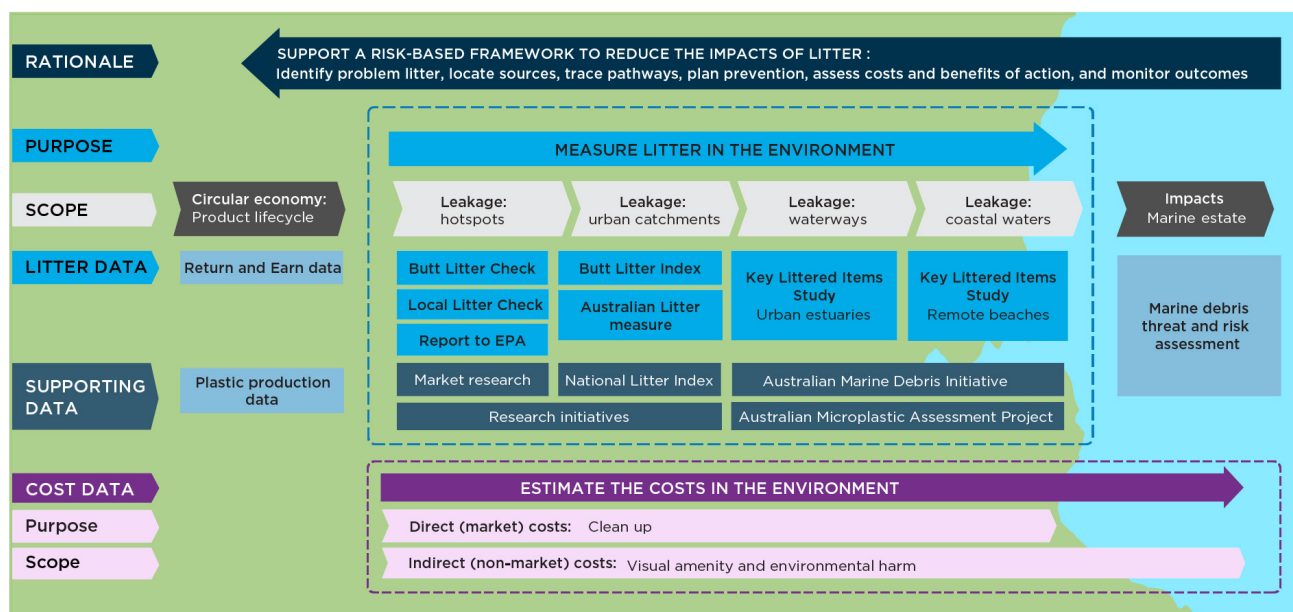 RATIONALE
SUPPORT A RISK-BASED FRAMEWORK TO REDUCE THE IMPACTS OF LITTER :
Identify problem litter, locate sources, trace pathways, plan prevention, assess costs and benefits of action, and monitor outcomes
PURPOSE
MEASURE LITTER IN THE ENVIRONMENT
SCOPE
Circular economy:
Product lifecycle
Leakage:
hotspots
Leakage:
urban catchments
Leakage:
waterways
Leakage:
coastal waters
Impacts
Marine estate
LITTER DATA
Return and Earn data
Butt Litter Check
Local Litter Check
Report to EPA
Butt Litter Index
Australian Litter
measure
Key Littered Items
Study
Urban estuaries
Key Littered Items
Study
Remote beaches
Marine debris
threat and risk
assessment
SUPPORTING
DATA
Plastic production
data
Market research
National Litter Index
Australian Marine Debris Initiative
Research initiatives
Australian Microplastic Assessment Project
COST DATA
ESTIMATE THE COSTS IN THE ENVIRONMENT
Purpose
Direct (market) costs: Clean up
Scope
Indirect (non-market) costs: Visual amenity and environmental harm